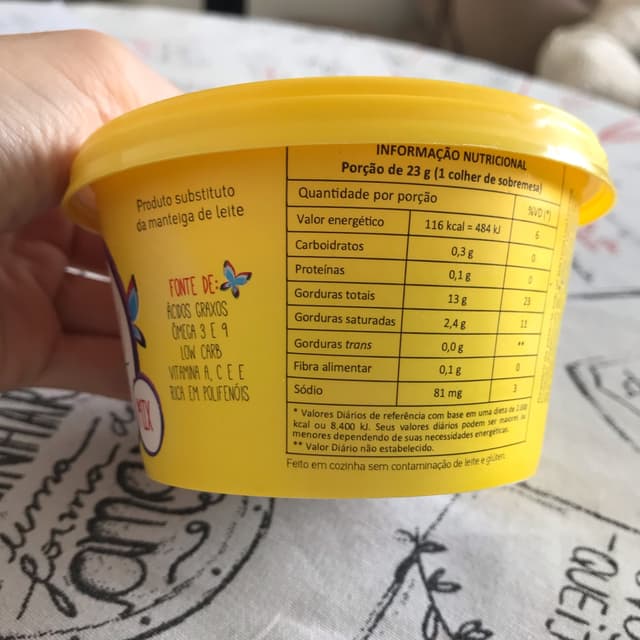 Produto substituto
da manteiga de leite
FONTE DE:
ÁCIDOS GRAXOS
ÔMEGA 3 E 9
LOW CARB
VITAMINA A, C E E
RICA EM POLIFENÓIS
INFORMAÇÃO NUTRICIONAL
Porção de 23 g (1 colher de sobremesa)
Quantidade por porção %VD (*)
Valor energético 116 kcal = 484 kJ 6
Carboidratos 0,3 g 0
Proteínas 0,1 g 0
Gorduras totais 13 g 23
Gorduras saturadas 2,4 g 11
Gorduras trans 0,0 g **
Fibra alimentar 0,1 g 0
Sódio 81 mg 3
* Valores Diários de referência com base em uma dieta de 2.000
kcal ou 8.400 kJ. Seus valores diários podem ser maiores ou
menores dependendo de suas necessidades energéticas.
** Valor Diário não estabelecido.
Feito em cozinha sem contaminação de leite e glúten.
uma
forma
QUEIJ